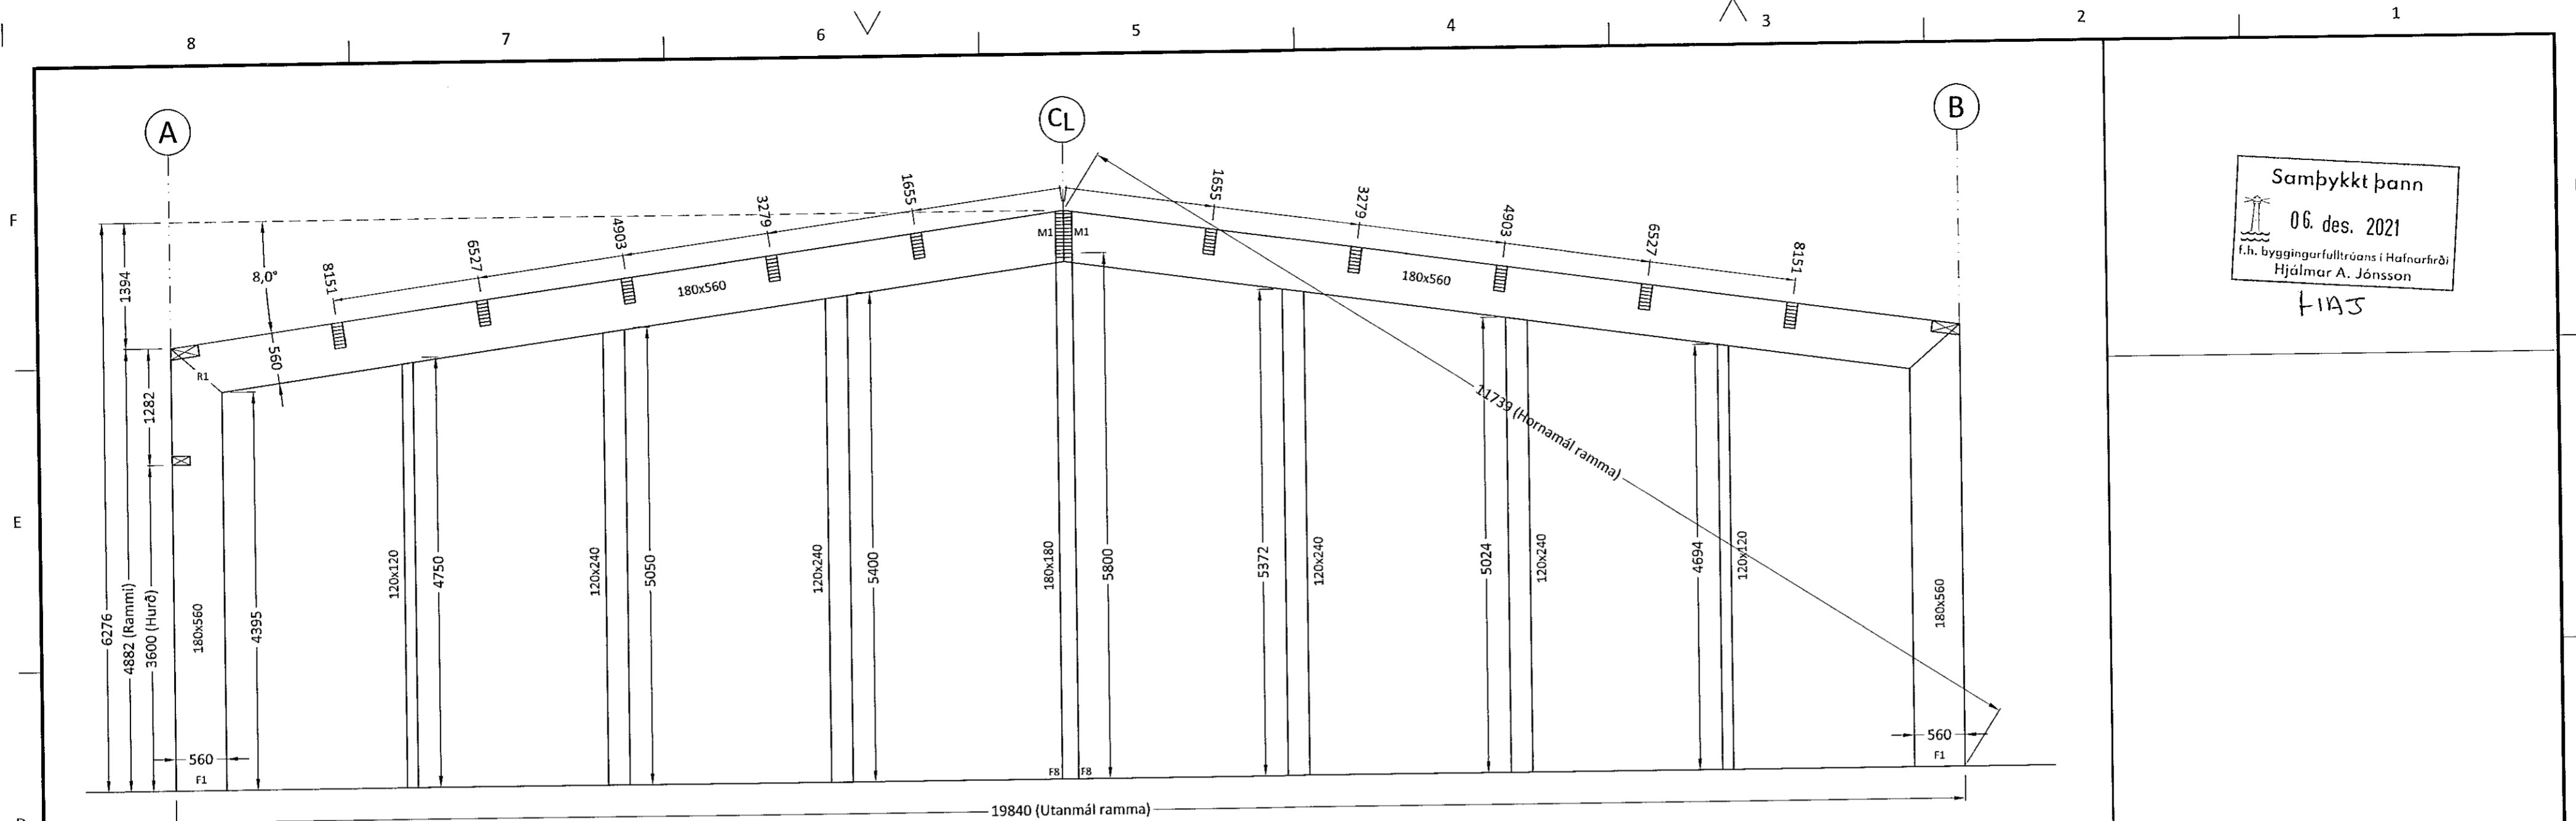 8
7
6
5
4
3
2
1
A
CL
B
F
E
Samþykkt þann
06. des. 2021
f.h. byggingarfulltrúans í Hafnarfirði
Hjálmar A. Jónsson
HAJ
8151
6527
4903
3279
1655
1655
3279
4903
6527
8151
M1
M1
180x560
180x560
8,0°
560
R1
1394
1282
6276
4882 (Rammi)
3600 (Hurð)
180x560
4395
120x120
4750
120x240
5050
120x240
5400
180x180
5800
5372
120x240
5024
120x240
4694
120x120
180x560
11739 (Hornamál ramma)
560
F1
F8
F8
560
F1
19840 (Utanmál ramma)